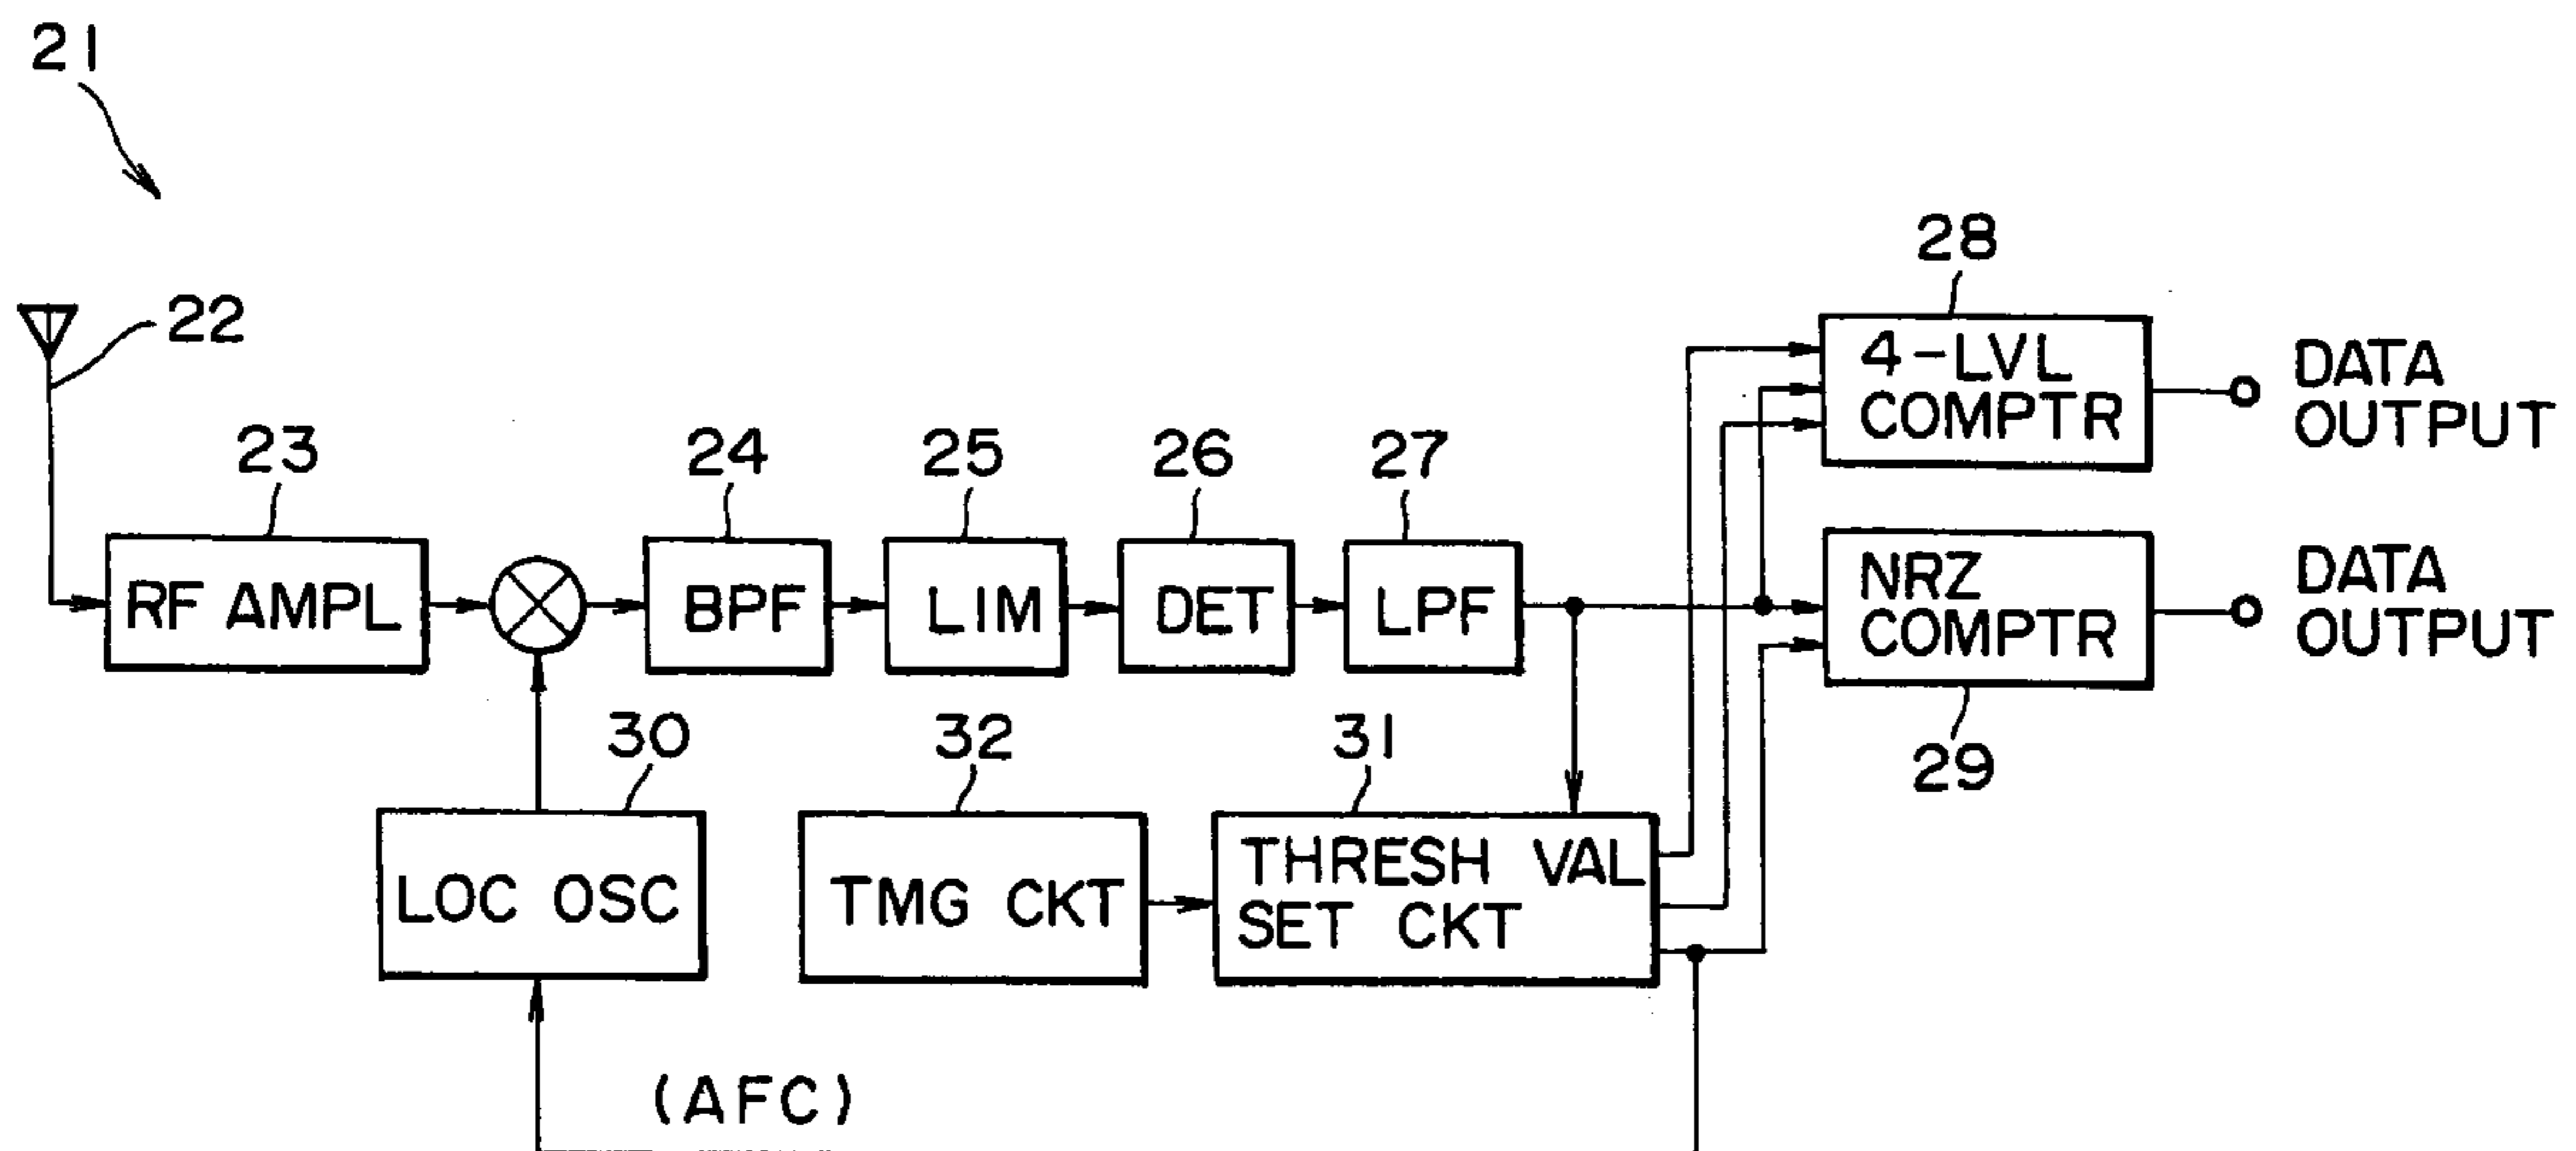 21
22
23
24
25
26
27
28
4-LVL
COMPTR
DATA
OUTPUT
RF AMPL
BPF
LIM
DET
LPF
NRZ
COMPTR
DATA
OUTPUT
29
30
32
31
LOC OSC
TMG CKT
THRESH VAL
SET CKT
(AFC)